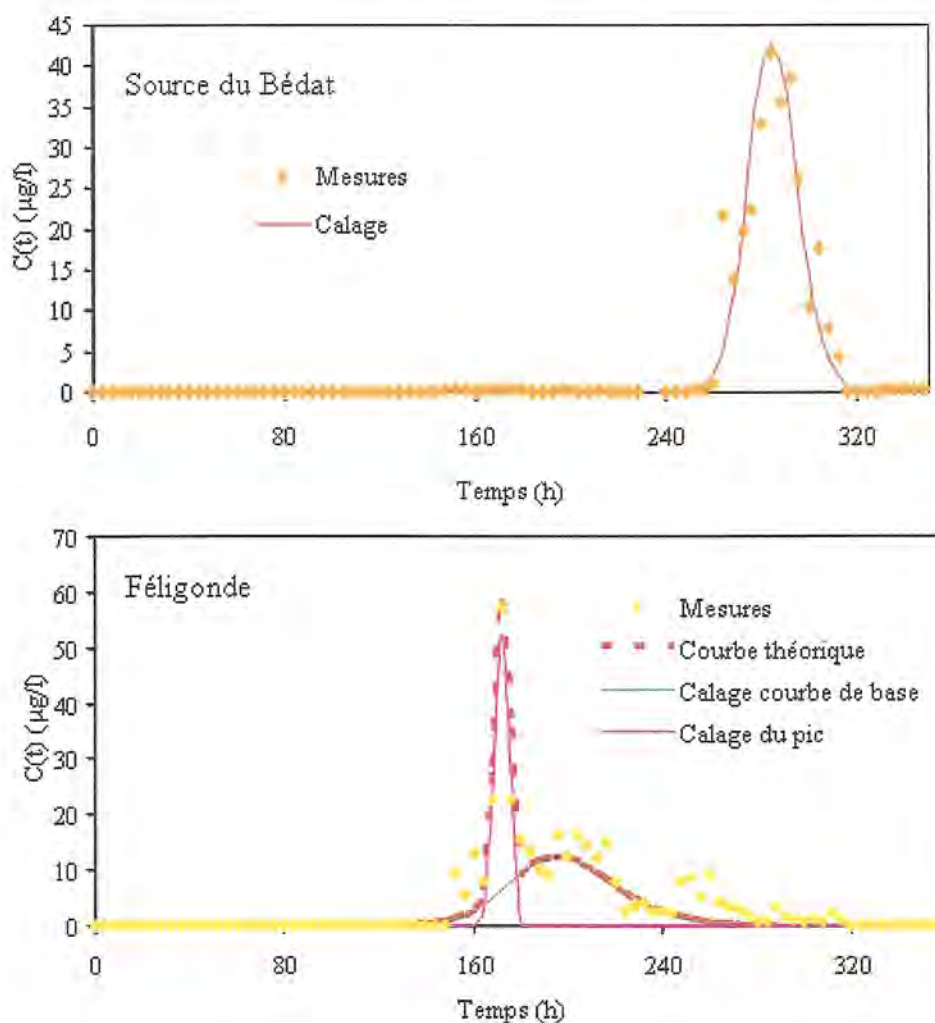 Source du Bédat
Mesures
Calage
C(t) (µg/l)
45
40
35
30
25
20
15
10
5
0
0 80 160 240 320
Temps (h)
Féligonde
Mesures
Courbe théorique
Calage courbe de base
Calage du pic
C(t) (µg/l)
70
60
50
40
30
20
10
0
0 160 240 320
Temps (h)